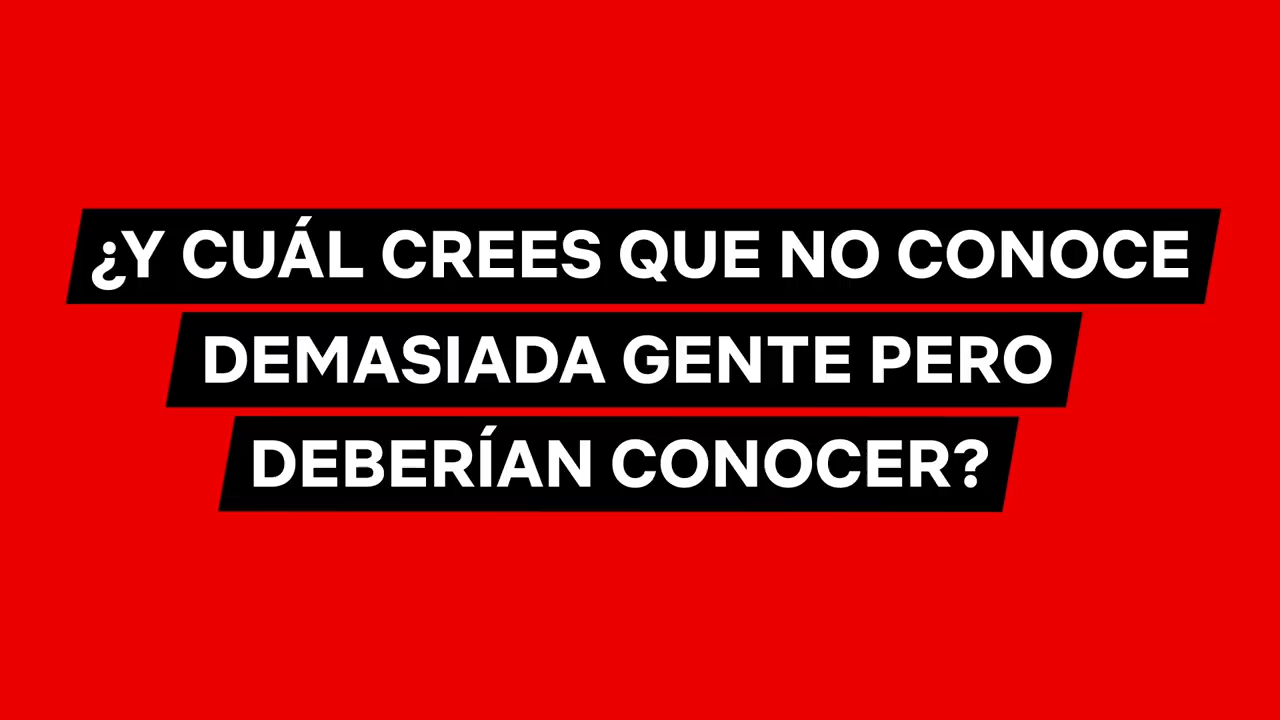 ¿Y CUÁL CREES QUE NO CONOCE
DEMASIADA GENTE PERO
DEBERÍAN CONOCER?